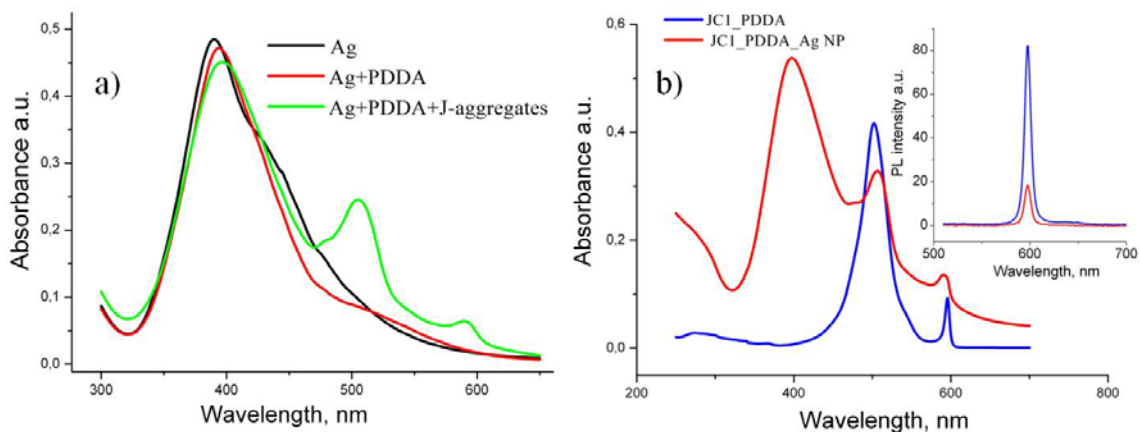 a)
Ag
Ag+PDDA
Ag+PDDA+J-aggregates
Absorbance a.u.
0,5
0,4
0,3
0,2
0,1
0,0
300
400
500
600
Wavelength, nm
b)
JC1_PDDA
JC1_PDDA_Ag NP
Absorbance a.u.
0,6
0,4
0,2
0,0
200
400
600
800
Wavelength, nm
PL intensity a.u.
80
60
40
20
0
500
600
700
Wavelength, nm